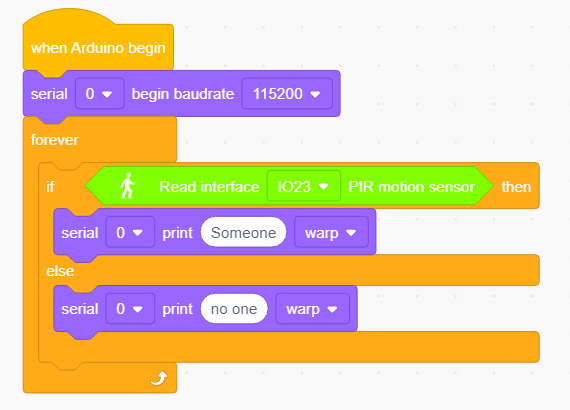 when Arduino begin
serial 0 begin baudrate 115200
forever
if Read interface IO23 PIR motion sensor then
serial 0 print Someone warp
else
serial 0 print no one warp